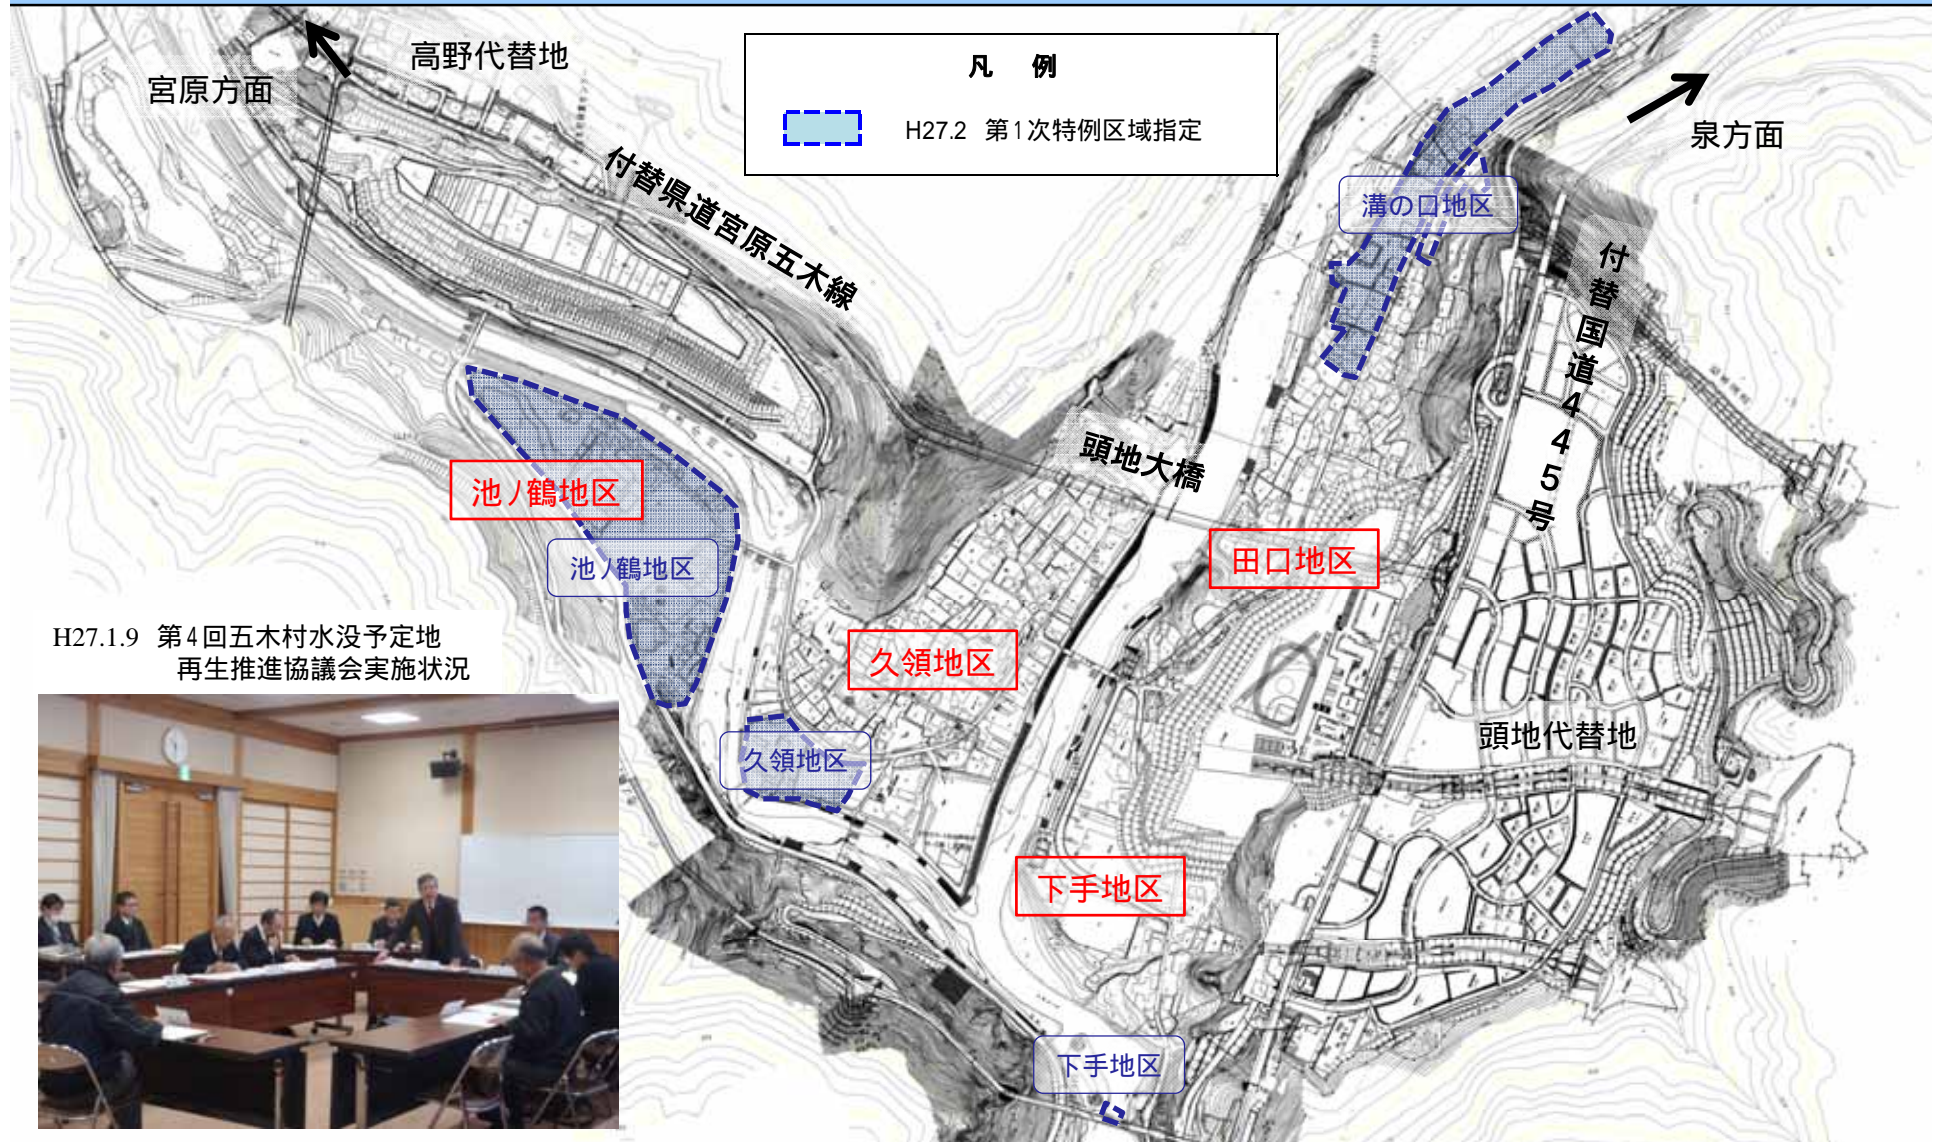 宮原方面
高野代替地
凡 例
H27.2 第1次特例区域指定
泉方面
付替県道宮原五木線
溝の口地区
付替国道445号
頭地大橋
池ノ鶴地区
池ノ鶴地区
田口地区
久領地区
久領地区
頭地代替地
下手地区
下手地区
H27.1.9 第4回五木村水没予定地
再生推進協議会実施状況